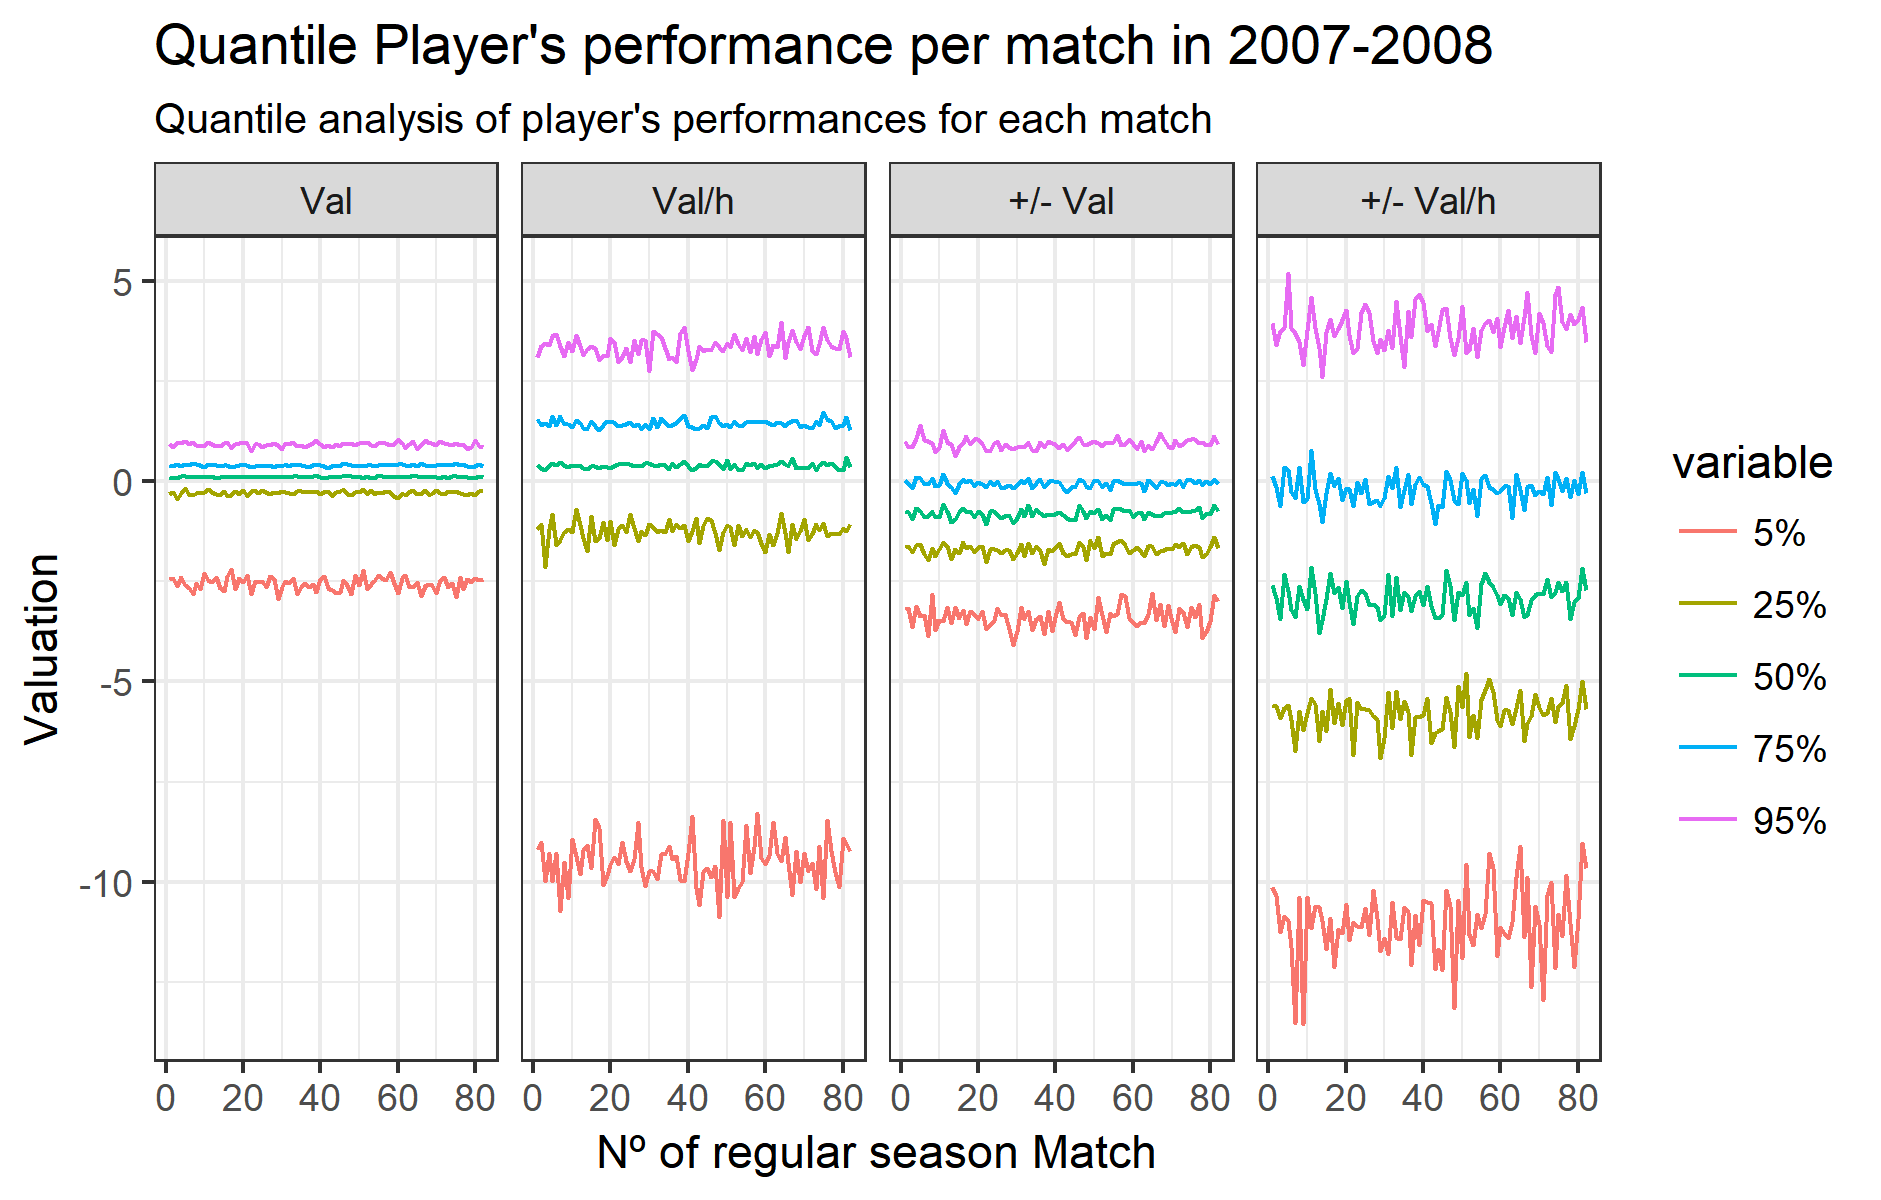 Quantile Player's performance per match in 2007-2008
Quantile analysis of player's performances for each match
Val
Val/h
+/- Val
+/- Val/h
5
0
-5
-10
Valuation
0 20 40 60 80
0 20 40 60 80
0 20 40 60 80
0 20 40 60 80
Nº of regular season Match
variable
5%
25%
50%
75%
95%